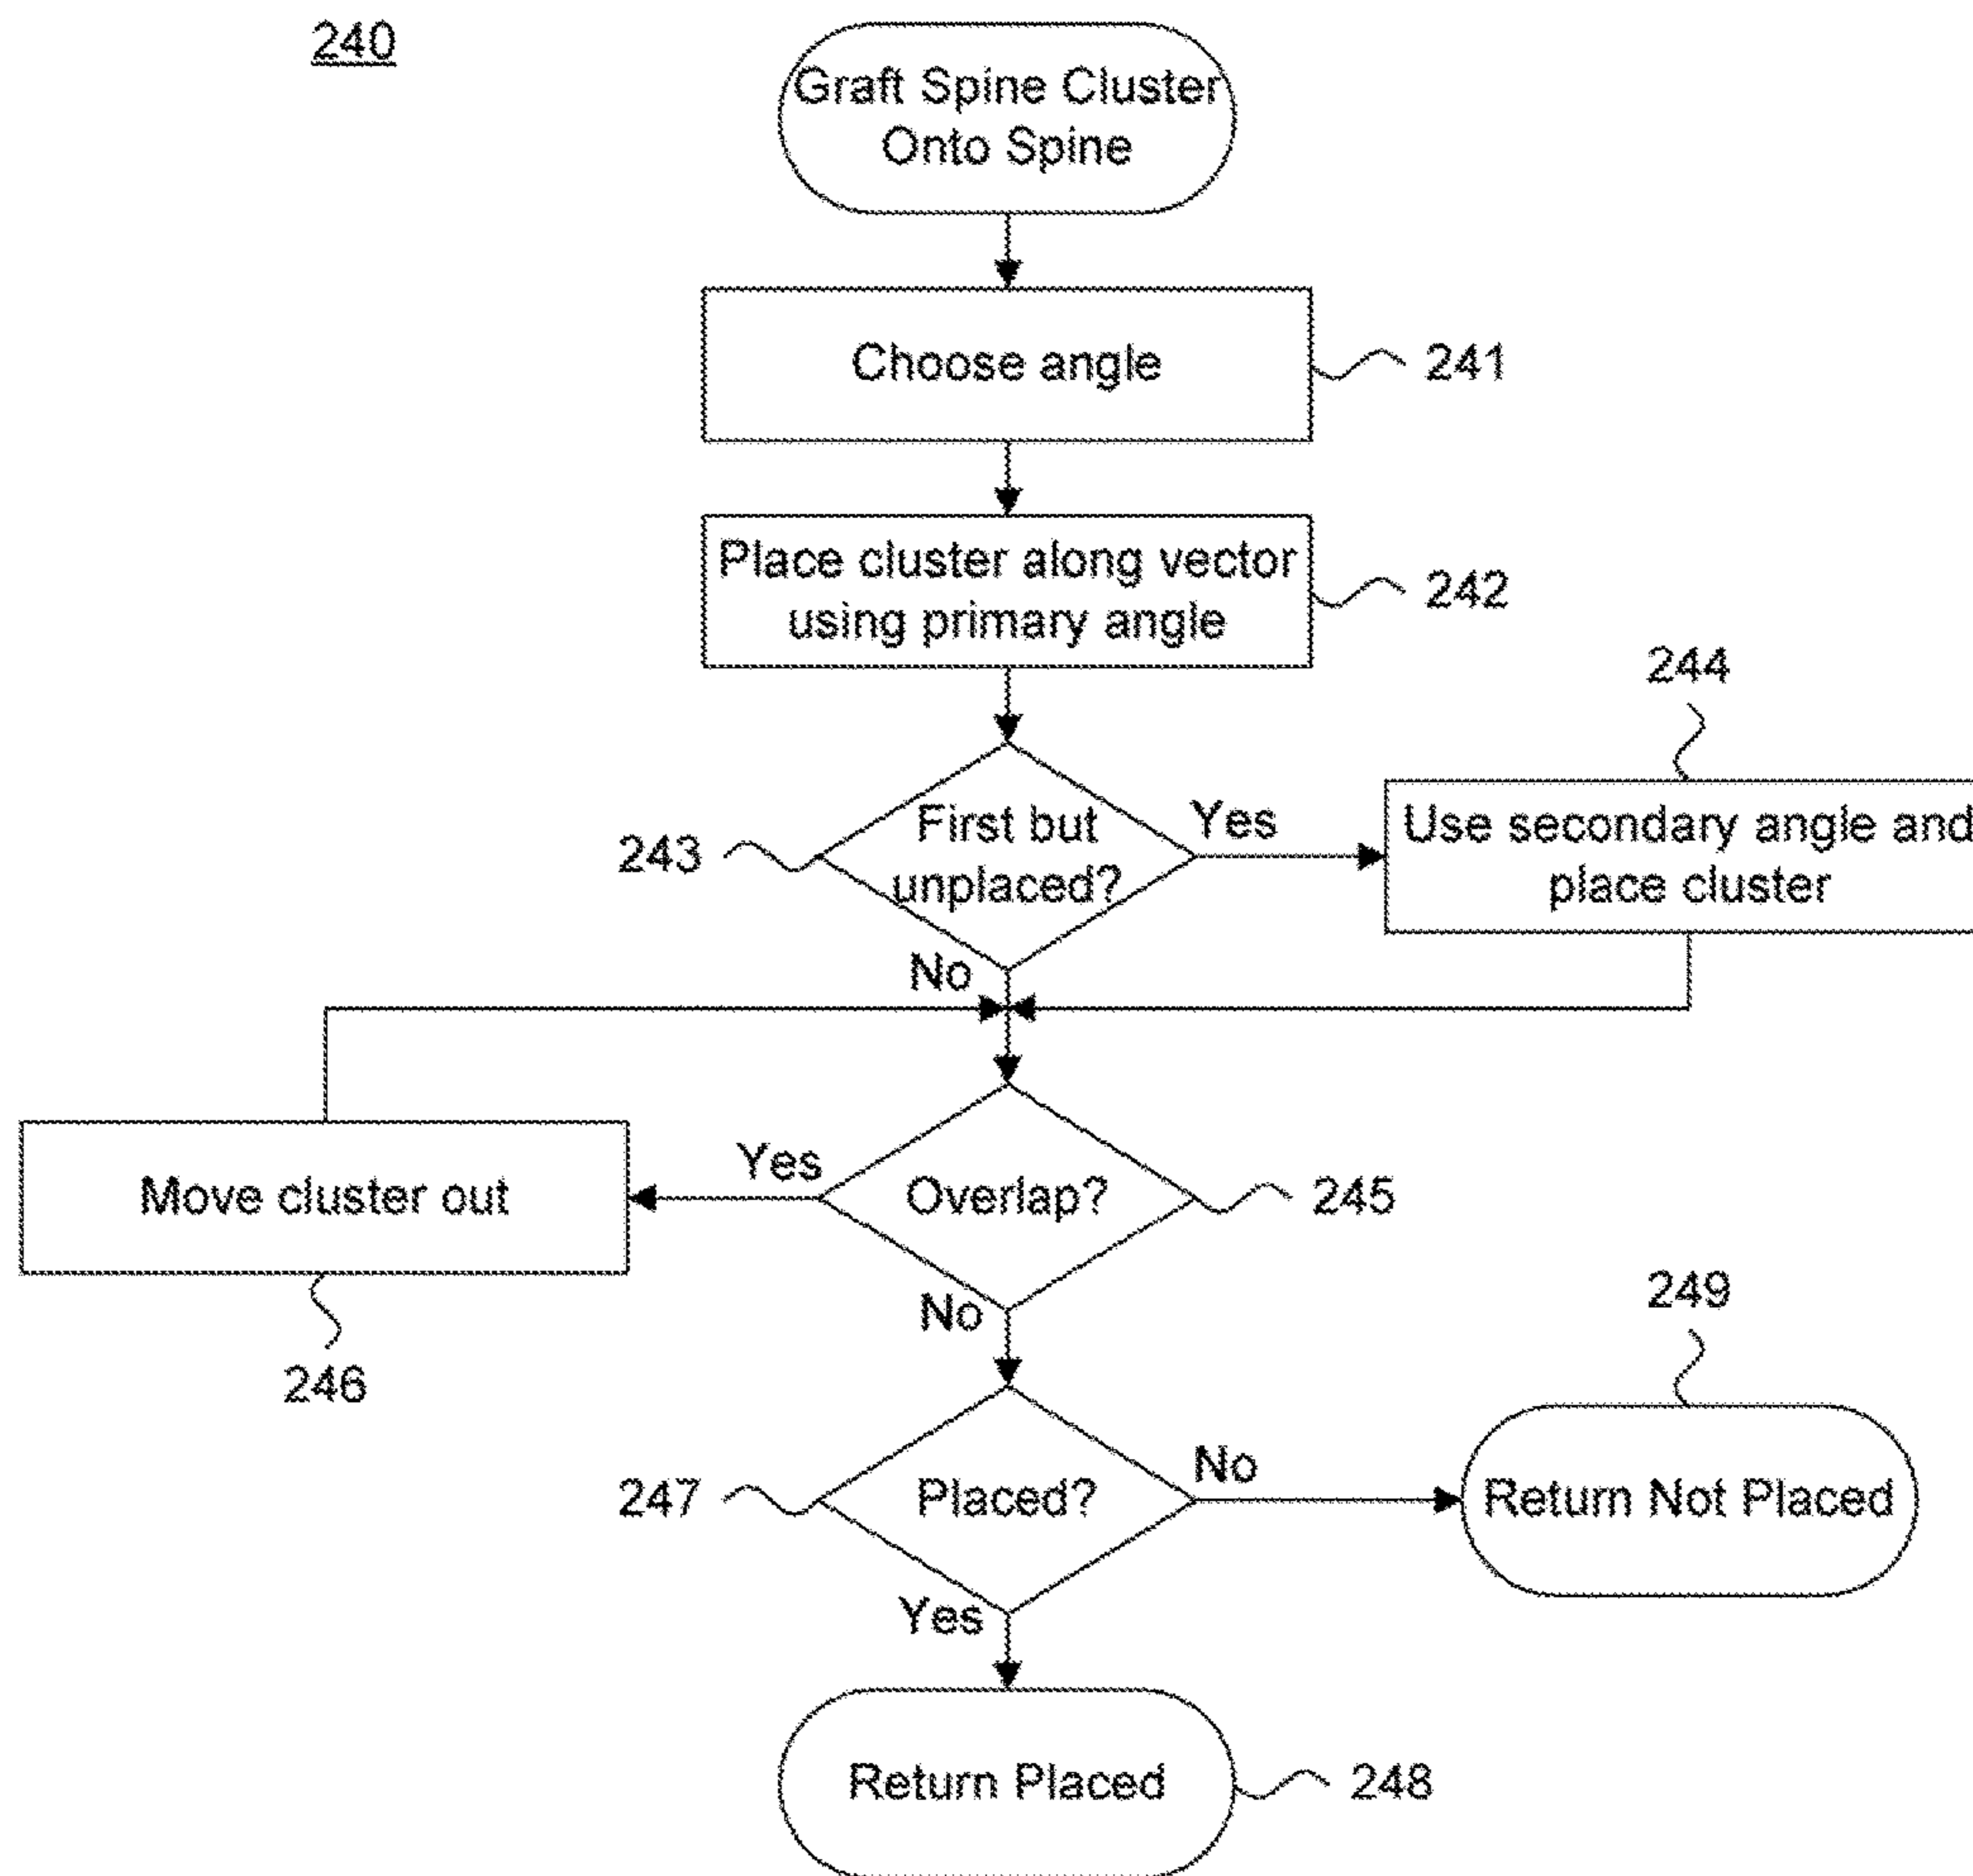 240
Graft Spine Cluster
Onto Spine
Choose angle
241
Place cluster along vector
using primary angle
242
244
243
First but
unplaced?
Yes
Use secondary angle and
place cluster
No
Move cluster out
Yes
Overlap?
245
246
No
249
247
Placed?
No
Return Not Placed
Yes
Return Placed
248